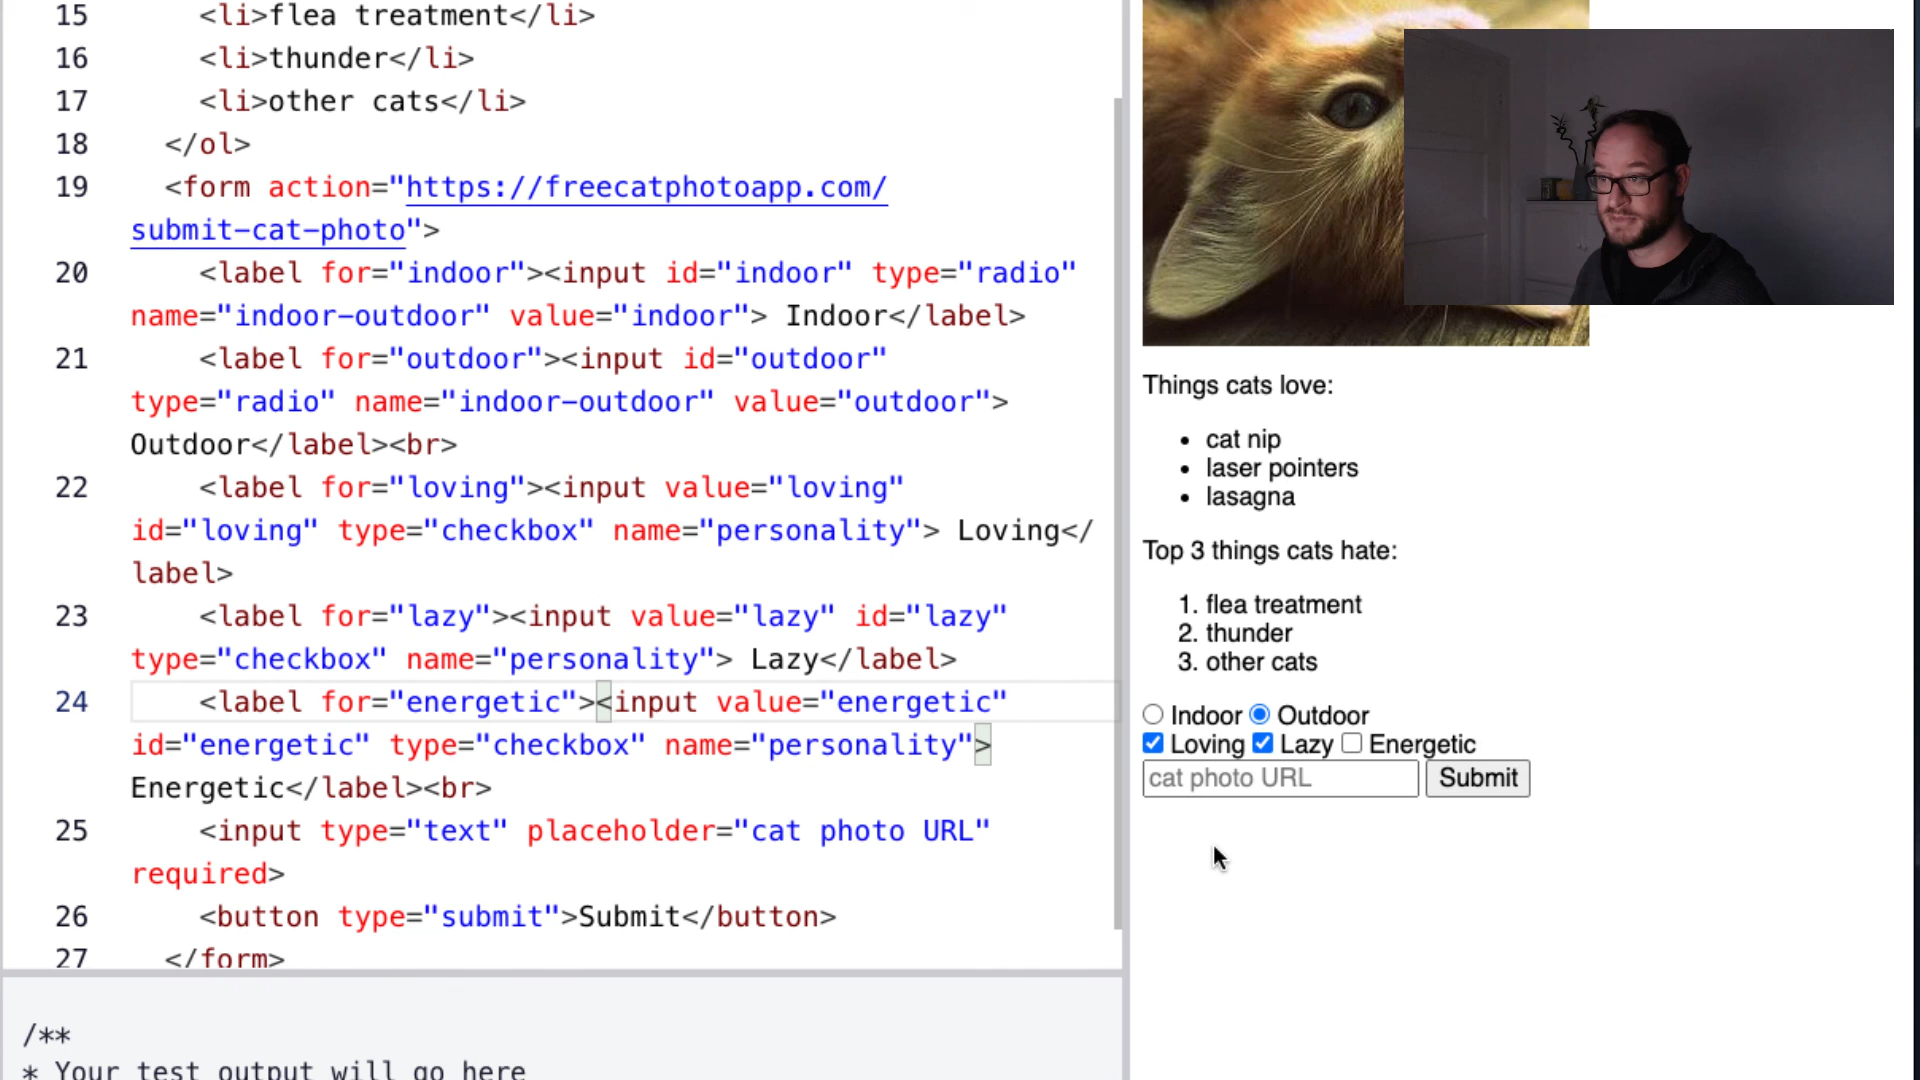 15 <li>flea treatment</li>
16 <li>thunder</li>
17 <li>other cats</li>
18 </ol>
19 <form action="https://freecatphotoapp.com/
submit-cat-photo">
20 <label for="indoor"><input id="indoor" type="radio"
name="indoor-outdoor" value="indoor"> Indoor</label>
21 <label for="outdoor"><input id="outdoor"
type="radio" name="indoor-outdoor" value="outdoor">
Outdoor</label><br>
22 <label for="loving"><input value="loving"
id="loving" type="checkbox" name="personality"> Loving</
label>
23 <label for="lazy"><input value="lazy" id="lazy"
type="checkbox" name="personality"> Lazy</label>
24 <label for="energetic"><input value="energetic"
id="energetic" type="checkbox" name="personality">
Energetic</label><br>
25 <input type="text" placeholder="cat photo URL"
required>
26 <button type="submit">Submit</button>
27 </form>
/**
* Your test output will go here
Things cats love:
• cat nip
• laser pointers
• lasagna
Top 3 things cats hate:
1. flea treatment
2. thunder
3. other cats
Indoor Outdoor
Loving Lazy Energetic
cat photo URL Submit